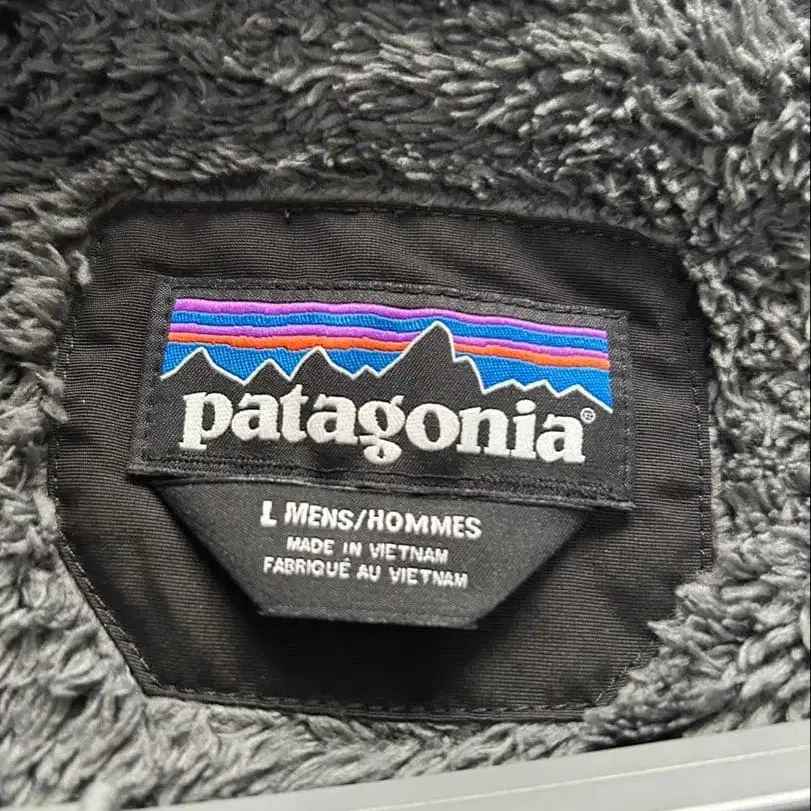 patagonia®
L MENS/HOMMES
MADE IN VIETNAM
FABRIQUÉ AU VIETNAM